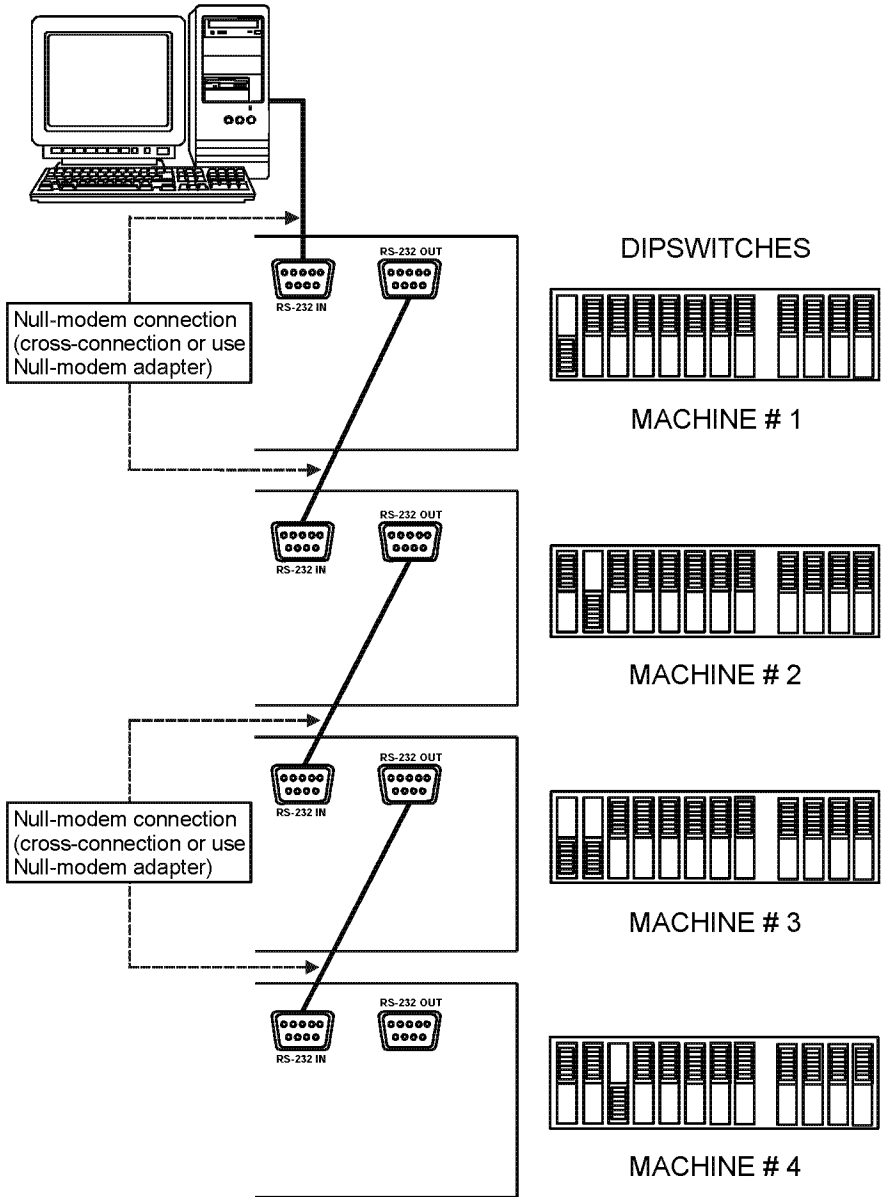 RS-232 OUT
RS-232 IN
DIPSWITCHES
Null-modem connection
(cross-connection or use
Null-modem adapter)
MACHINE # 1
RS-232 OUT
RS-232 IN
MACHINE # 2
RS-232 OUT
RS-232 IN
Null-modem connection
(cross-connection or use
Null-modem adapter)
MACHINE # 3
RS-232 OUT
RS-232 IN
MACHINE # 4